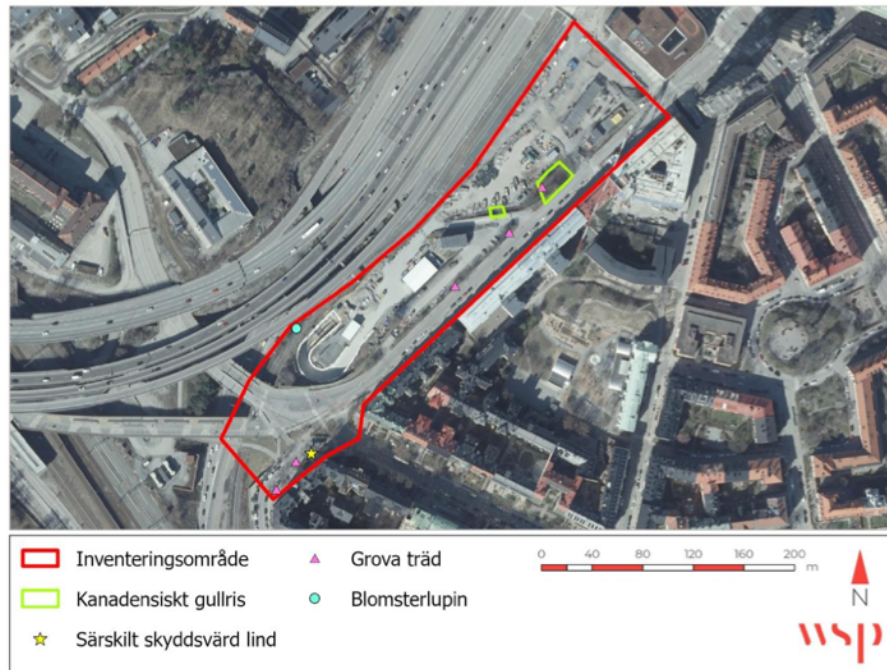 Inventeringsområde
Kanadensiskt gullris
Särskilt skyddsvärd lind
Grova träd
Blomsterlupin
0 40 80 120 160 200
m
N
wsp